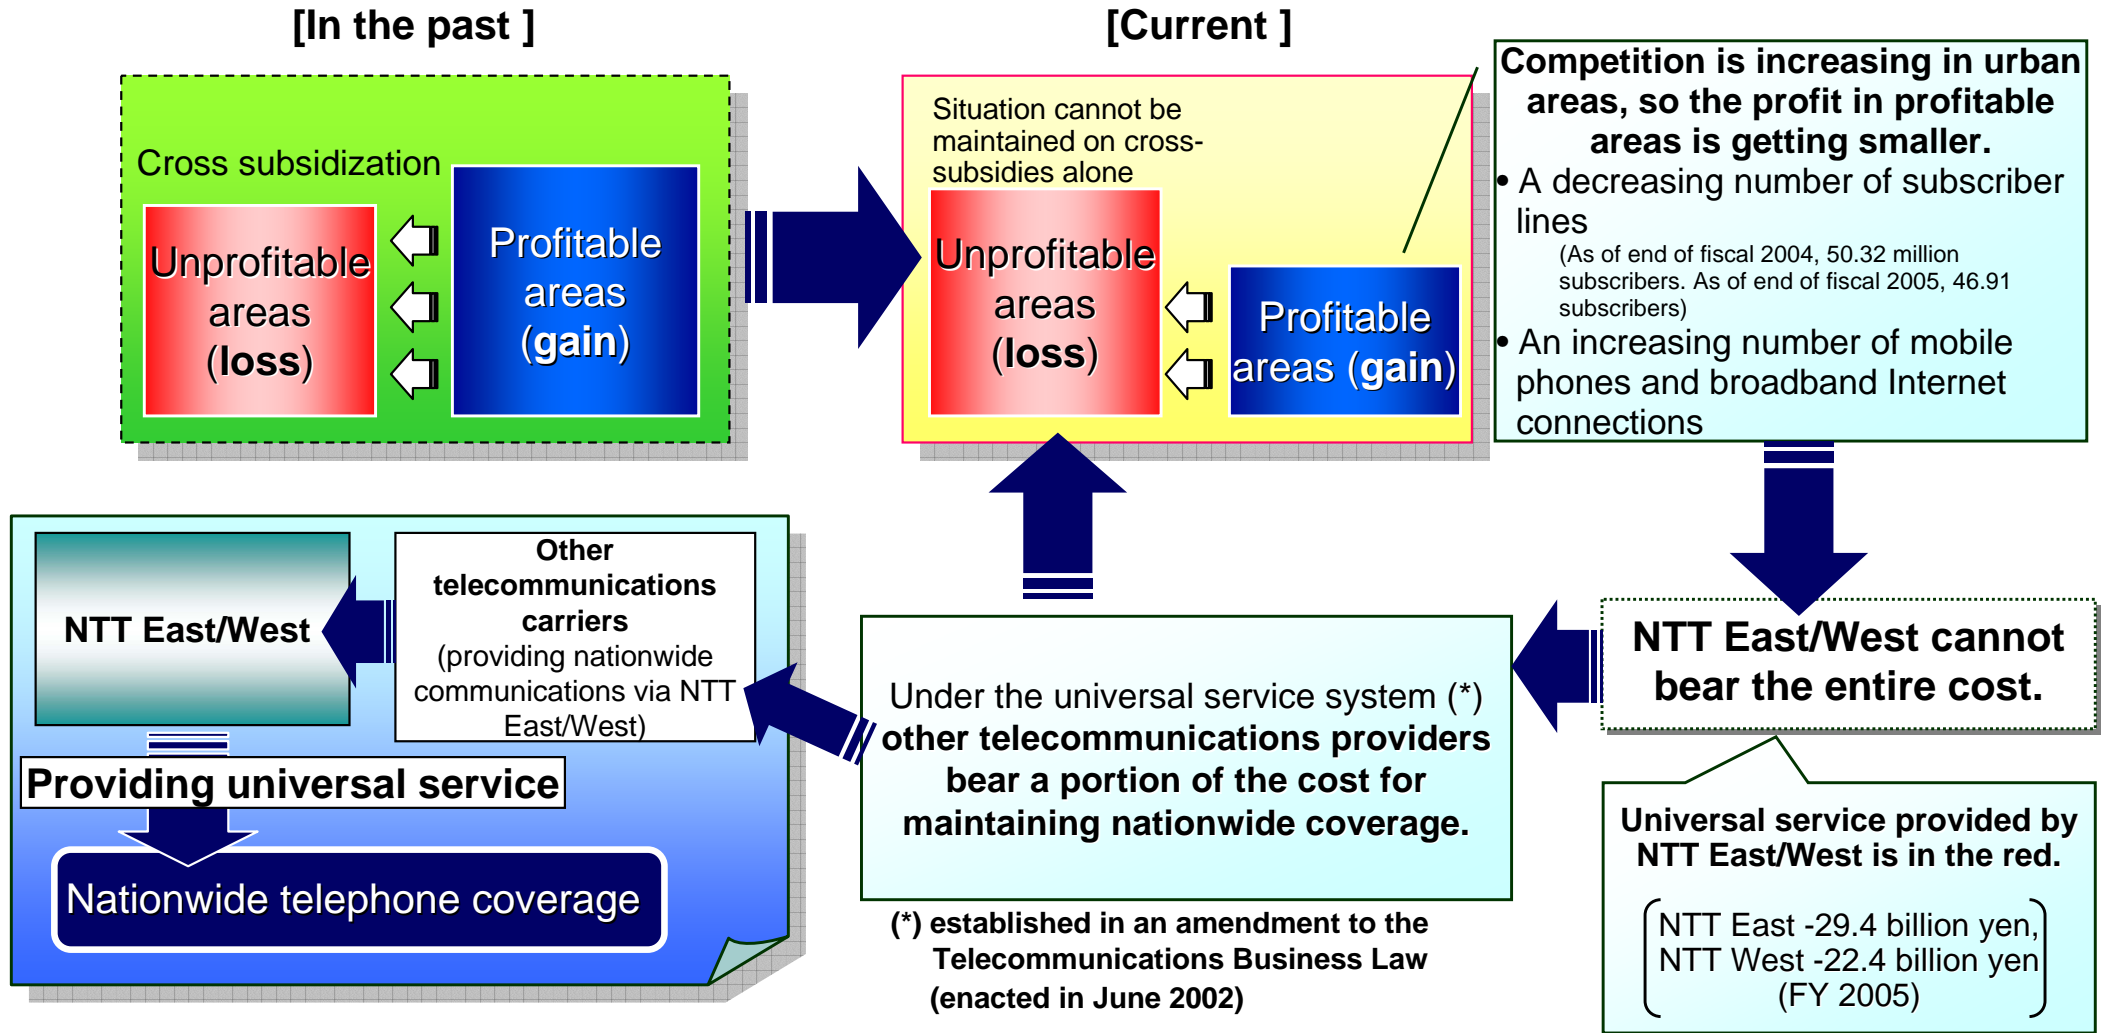 [In the past ]
Cross subsidization
Unprofitable
areas
(loss)
Profitable
areas
(gain)
[Current ]
Situation cannot be
maintained on cross-
subsidies alone
Unprofitable
areas
(loss)
Profitable
areas (gain)
Competition is increasing in urban
areas, so the profit in profitable
areas is getting smaller.
• A decreasing number of subscriber
lines
(As of end of fiscal 2004, 50.32 million
subscribers. As of end of fiscal 2005, 46.91
subscribers)
• An increasing number of mobile
phones and broadband Internet
connections
NTT East/West cannot
bear the entire cost.
Universal service provided by
NTT East/West is in the red.
NTT East -29.4 billion yen,
NTT West -22.4 billion yen
(FY 2005)
Under the universal service system (*)
other telecommunications providers
bear a portion of the cost for
maintaining nationwide coverage.
(*) established in an amendment to the
Telecommunications Business Law
(enacted in June 2002)
Other
telecommunications
carriers
(providing nationwide
communications via NTT
East/West)
NTT East/West
Providing universal service
Nationwide telephone coverage